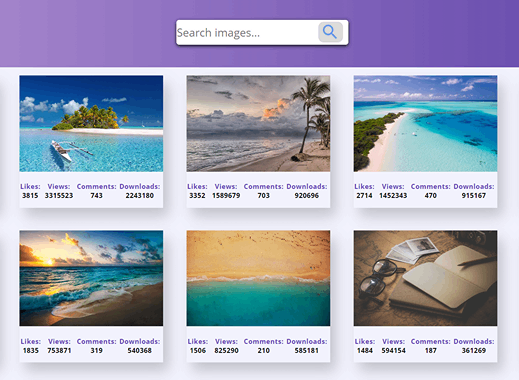 Search images...
Likes: Views: Comments: Downloads:
3815 3315523 743 2243180
Likes: Views: Comments: Downloads:
3352 1589679 703 920696
Likes: Views: Comments: Downloads:
2714 1452343 470 915167
Likes: Views: Comments: Downloads:
1835 753871 319 540368
Likes: Views: Comments: Downloads:
1506 825290 210 585181
Likes: Views: Comments: Downloads:
1484 594154 187 361269